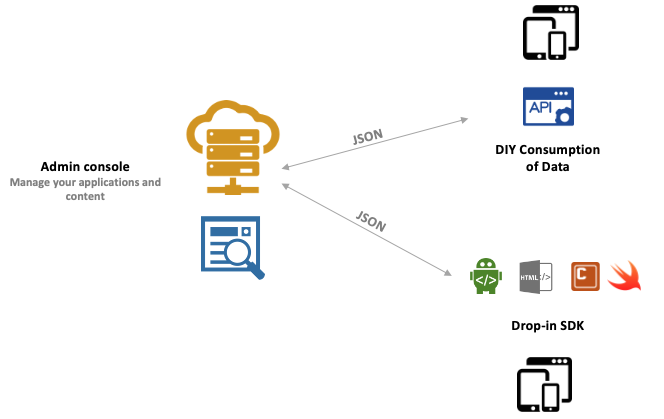 API
JSON
DIY Consumption
of Data
Admin console
Manage your applications and
content
JSON
</>
HTML </>
C
Drop-in SDK